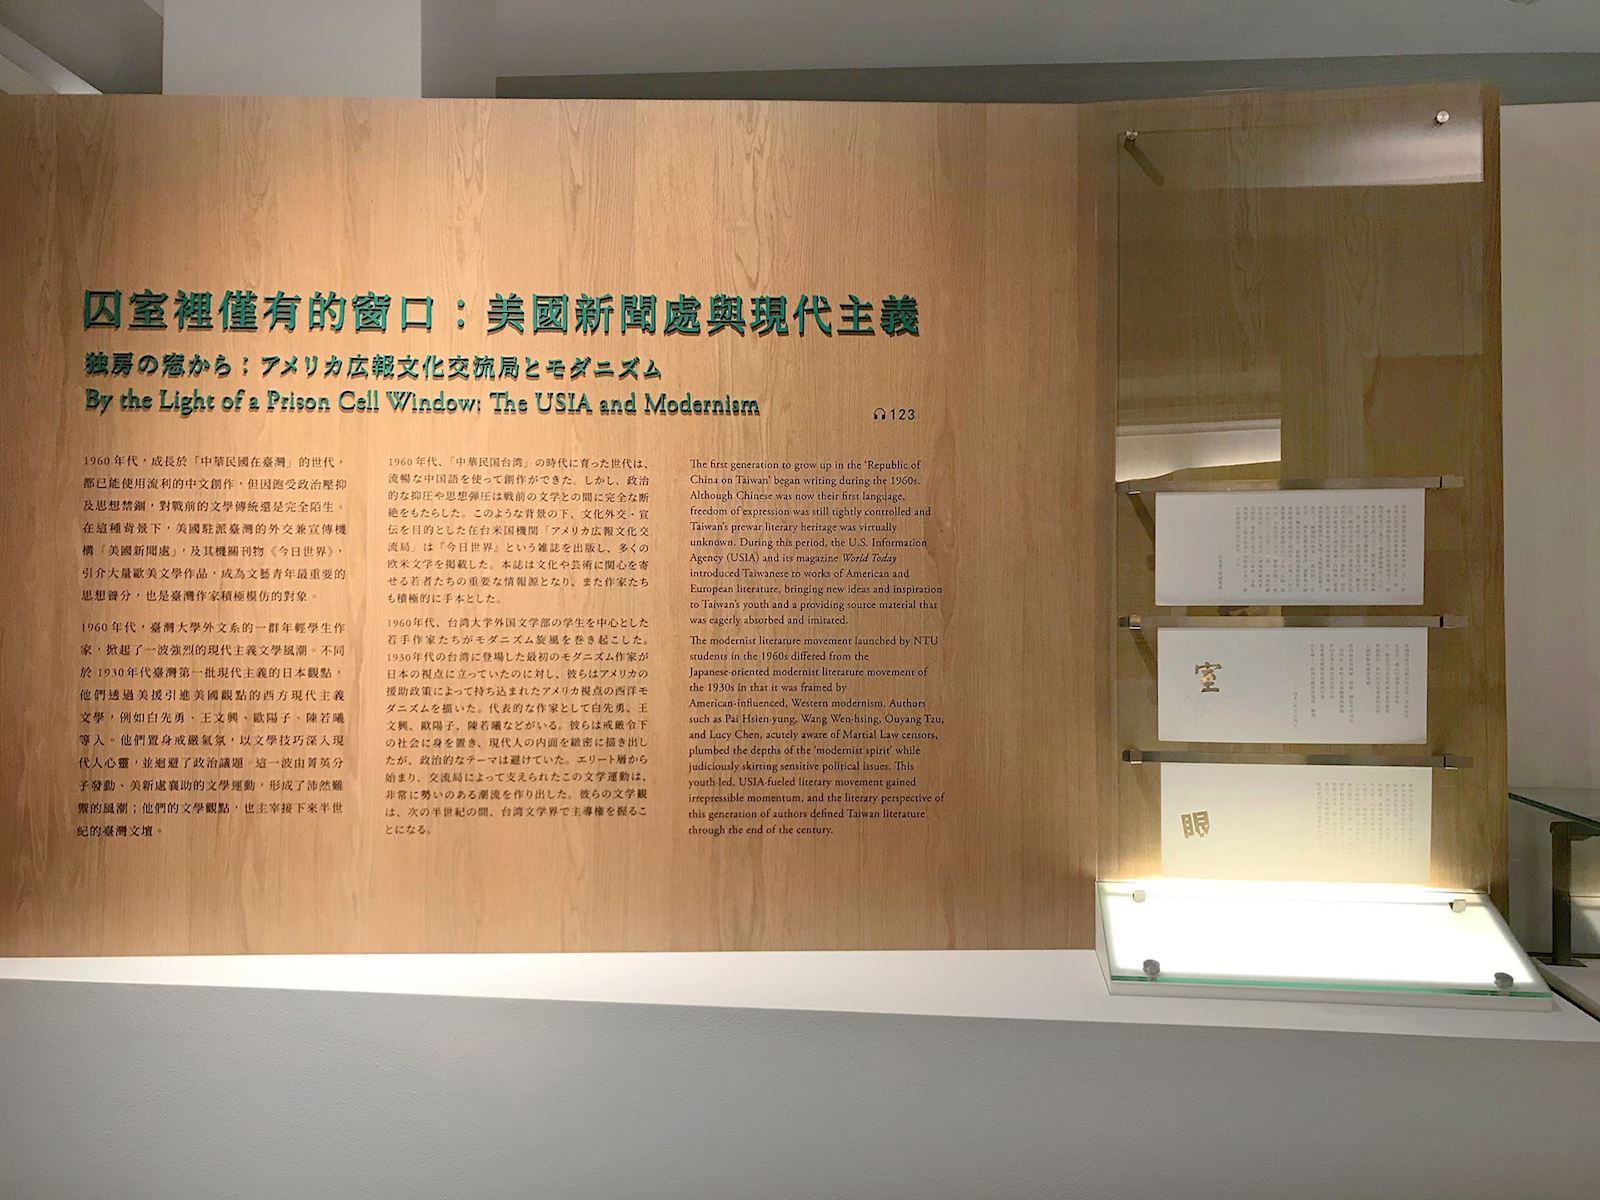 囚室裡僅有的窗口：美國新聞處與現代主義
独房の窓から：アメリカ広報文化交流局とモダニズム
By the Light of a Prison Cell Window: The USIA and Modernism
123
1960 年代，成長於「中華民國在臺灣」的世代，
都已能使用流利的中文創作，但因飽受政治壓抑
及思想禁錮，對戰前的文學傳統還是完全陌生。
在這種背景下，美國駐派臺灣的外交兼宣傳機
構「美國新聞處」，及其機關刊物《今日世界》，
引介大量歐美文學作品，成為文藝青年最重要的
思想養分，也是臺灣作家積極模仿的對象。
1960 年代，臺灣大學外文系的一群年輕學生作
家，掀起了一波強烈的現代主義文學風潮。不同
於 1930 年代臺灣第一批現代主義的日本觀點，
他們透過美援引進美國觀點的西方現代主義
文學，例如白先勇、王文興、歐陽子、陳若曦
等人。他們置身戒嚴氣氛，以文學技巧深入現
代人心靈，並迴避了政治議題。這一波由菁英分
子發動、美新處襄助的文學運動，形成了沛然難
禦的風潮；他們的文學觀點，也主宰接下來半世
紀的臺灣文壇。
1960 年代、「中華民国台湾」の時代に育った世代は、
流暢な中国語を使って創作ができた。しかし、政治
的な抑圧や思想弾圧は戦前の文学との間に完全な断
絶をもたらした。このような背景の下、文化外交・宣
伝を目的とした在台米国機関「アメリカ広報文化交
流局」は『今日世界』という雑誌を出版し、多くの
欧米文学を掲載した。本誌は文化や芸術に関心を寄
せる若者たちの重要な情報源となり、また作家たち
も積極的に手本とした。
1960年代、台湾大学外国文学部の学生を中心とした
若手作家たちがモダニズム旋風を巻き起こした。
1930年代の台湾に登場した最初のモダニズム作家が
日本の視点に立っていたのに対し、彼らはアメリカの
援助政策によって持ち込まれたアメリカ視点の西洋モ
ダニズムを描いた。代表的な作家として白先勇、王
文興、歐陽子、陳若曦などがいる。彼らは戒厳令下
の社会に身を置き、現代人の内面を緻密に描き出し
たが、政治的なテーマは避けていた。エリート層から
始まり、交流局によって支えられたこの文学運動は、
非常に勢いのある潮流を作り出した。彼らの文学観
は、次の半世紀の間、台湾文学界で主導権を握るこ
とになる。
The first generation to grow up in the 'Republic of
China on Taiwan' began writing during the 1960s.
Although Chinese was now their first language,
freedom of expression was still tightly controlled and
Taiwan's prewar literary heritage was virtually
unknown. During this period, the U.S. Information
Agency (USIA) and its magazine World Today
introduced Taiwanese to works of American and
European literature, bringing new ideas and inspiration
to Taiwan's youth and a providing source material that
was eagerly absorbed and imitated.
The modernist literature movement launched by NTU
students in the 1960s differed from the
Japanese-oriented modernist literature movement of
the 1930s in that it was framed by
American-influenced, Western modernism. Authors
such as Pai Hsien-yung, Wang Wen-hsing, Ouyang Tzu,
and Lucy Chen, acutely aware of Martial Law censors,
plumbed the depths of the 'modernist spirit' while
judiciously skirting sensitive political issues. This
youth-led, USIA-fueled literary movement gained
irrepressible momentum, and the literary perspective of
this generation of authors defined Taiwan literature
through the end of the century.
室
眼